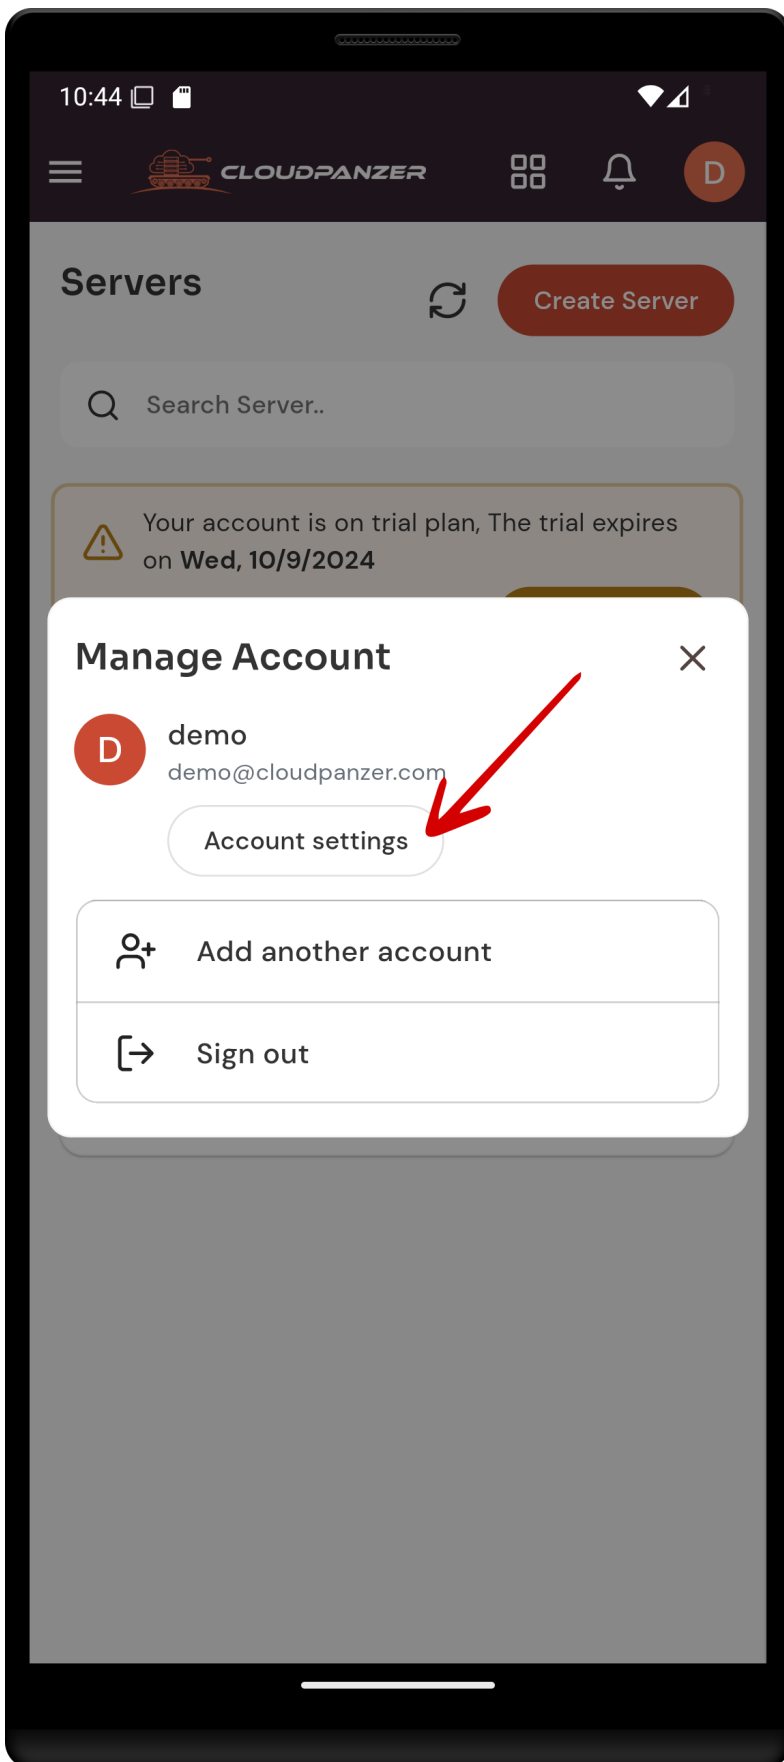 10:44
CLOUDPANZER
D
Servers
Create Server
Search Server..
Your account is on trial plan, The trial expires
on Wed, 10/9/2024
Manage Account
D
demo
demo@cloudpanzer.com
Account settings
Add another account
Sign out